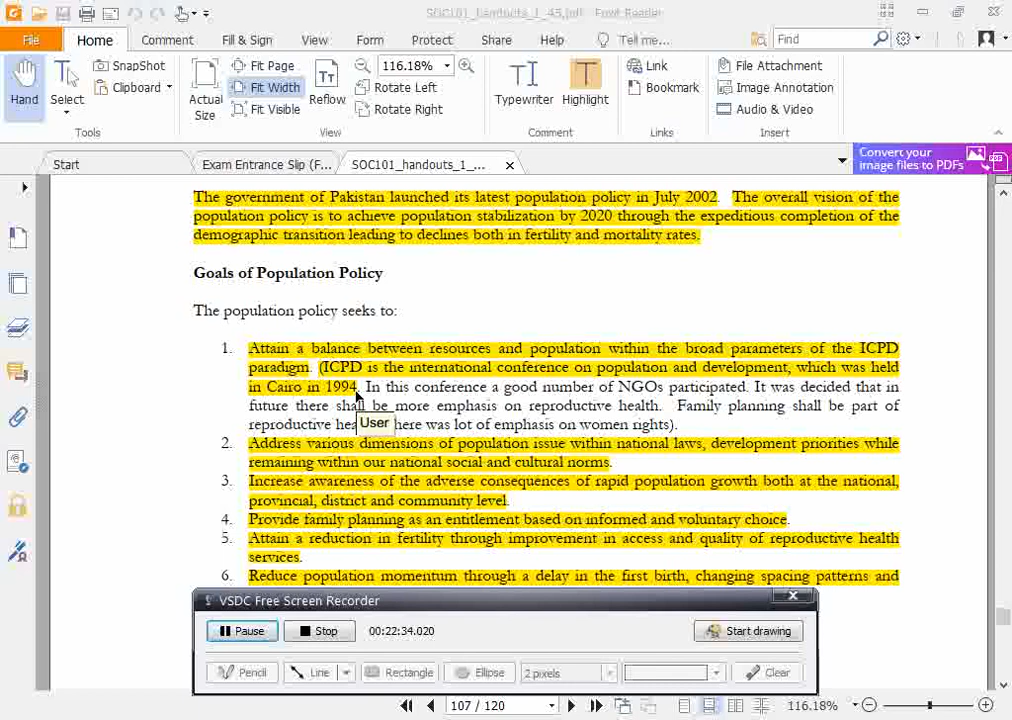 SOC101_handouts_1_45.pdf - Foxit Reader
File
Home
Comment
Fill & Sign
View
Form
Protect
Share
Help
Tell me...
Find
Hand
Select
SnapShot
Clipboard
Tools
Actual Size
Fit Page
Fit Width
Fit Visible
Reflow
116.18%
Rotate Left
Rotate Right
View
Typewriter
Highlight
Comment
Link
Bookmark
Links
File Attachment
Image Annotation
Audio & Video
Insert
Start
Exam Entrance Slip (F...
SOC101_handouts_1_...
Convert your
image files to PDFs
The government of Pakistan launched its latest population policy in July 2002. The overall vision of the
population policy is to achieve population stabilization by 2020 through the expeditious completion of the
demographic transition leading to declines both in fertility and mortality rates.
Goals of Population Policy
The population policy seeks to:
1. Attain a balance between resources and population within the broad parameters of the ICPD
paradigm. (ICPD is the international conference on population and development, which was held
in Cairo in 1994. In this conference a good number of NGOs participated. It was decided that in
future there shall be more emphasis on reproductive health. Family planning shall be part of
reproductive here was lot of emphasis on women rights).
User
2. Address various dimensions of population issue within national laws, development priorities while
remaining within our national social and cultural norms.
3. Increase awareness of the adverse consequences of rapid population growth both at the national,
provincial, district and community level.
4. Provide family planning as an entitlement based on informed and voluntary choice.
5. Attain a reduction in fertility through improvement in access and quality of reproductive health
services.
6. Reduce population momentum through a delay in the first birth, changing spacing patterns and
VSDC Free Screen Recorder
Pause
Stop
00:22:34.020
Start drawing
Pencil
Line
Rectangle
Ellipse
2 pixels
Clear
107 / 120
116.18%